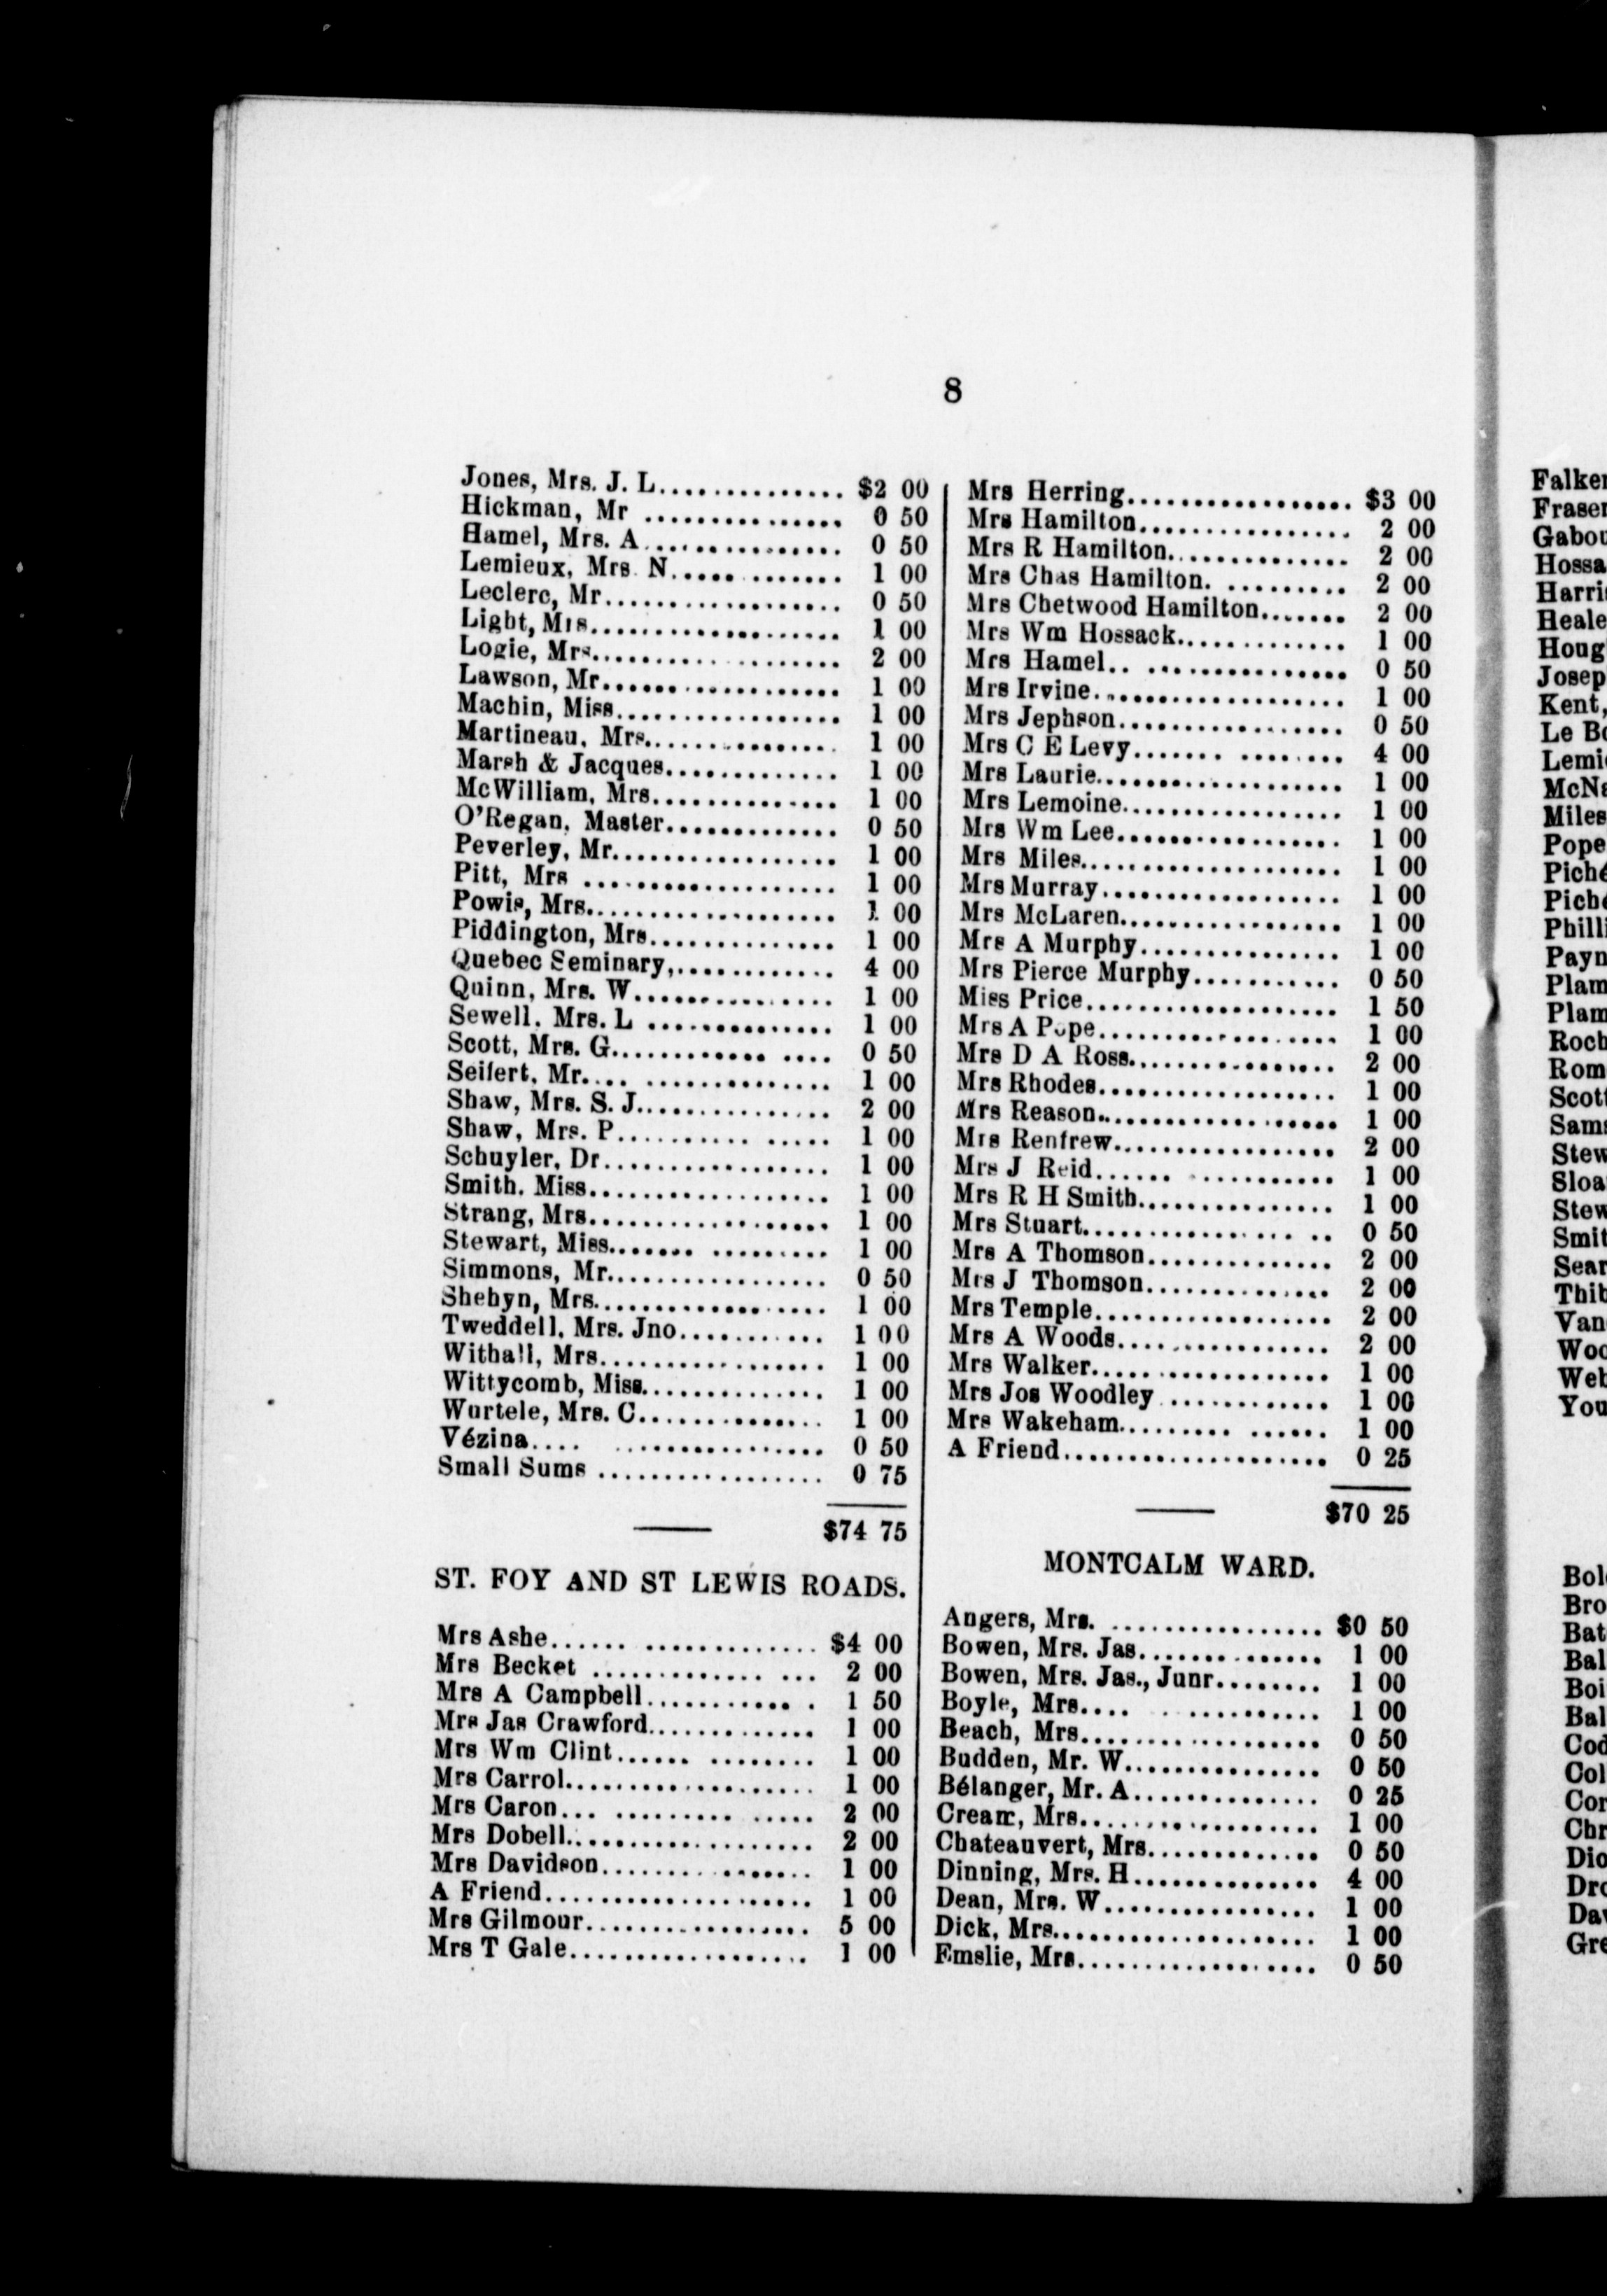 8
Jones, Mrs. J. L............... $2 00
Hickman, Mr ............... 0 50
Hamel, Mrs. A............... 0 50
Lemieux, Mrs. N............. 1 00
Leclerc, Mr.................. 0 50
Light, Mrs................... 1 00
Logie, Mrs................... 2 00
Lawson, Mr.................. 1 00
Machin, Miss................. 1 00
Martineau, Mrs.............. 1 00
Marsh & Jacques............. 1 00
McWilliam, Mrs.............. 1 00
O'Regan, Master............. 0 50
Peverley, Mr................. 1 00
Pitt, Mrs ................... 1 00
Powis, Mrs................... 1 00
Piddington, Mrs.............. 1 00
Quebec Seminary,............ 4 00
Quinn, Mrs. W............... 1 00
Sewell, Mrs. L .............. 1 00
Scott, Mrs. G............ .... 0 50
Seifert, Mr.... .............. 1 00
Shaw, Mrs. S. J............... 2 00
Shaw, Mrs. P.......... ..... 1 00
Schuyler, Dr................. 1 00
Smith, Miss.................. 1 00
Strang, Mrs.................. 1 00
Stewart, Miss....... ......... 1 00
Simmons, Mr................ 0 50
Shehyn, Mrs.................. 1 00
Tweddell, Mrs. Jno........... 1 00
Withall, Mrs................. 1 00
Wittycomb, Miss.............. 1 00
Wurtele, Mrs. C.............. 1 00
Vézina.... ................ 0 50
Small Sums ................. 0 75
$74 75
ST. FOY AND ST LEWIS ROADS.
Mrs Ashe...... ............. $4 00
Mrs Becket ............. ... 2 00
Mrs A Campbell........... . 1 50
Mrs Jas Crawford............. 1 00
Mrs Wm Clint...... ........ 1 00
Mrs Carrol................... 1 00
Mrs Caron... ......... ..... 2 00
Mrs Dobell................... 2 00
Mrs Davidson................ 1 00
A Friend.................... 1 00
Mrs Gilmour................. 5 00
Mrs T Gale.................. 1 00
Mrs Herring................. $3 00
Mrs Hamilton................ 2 00
Mrs R Hamilton.............. 2 00
Mrs Chas Hamilton. ......... 2 00
Mrs Chetwood Hamilton....... 2 00
Mrs Wm Hossack............. 1 00
Mrs Hamel.. ............... 0 50
Mrs Irvine................... 1 00
Mrs Jephson................. 0 50
Mrs C E Levy....... ........ 4 00
Mrs Laurie................... 1 00
Mrs Lemoine................. 1 00
Mrs Wm Lee................. 1 00
Mrs Miles.................... 1 00
Mrs Murray.................. 1 00
Mrs McLaren................. 1 00
Mrs A Murphy............... 1 00
Mrs Pierce Murphy........... 0 50
Miss Price................... 1 50
Mrs A Pope.................. 1 00
Mrs D A Ross................ 2 00
Mrs Rhodes.................. 1 00
Mrs Reason.................. 1 00
Mrs Renfrew................. 2 00
Mrs J Reid...... ........... 1 00
Mrs R H Smith............... 1 00
Mrs Stuart................ .. 0 50
Mrs A Thomson.............. 2 00
Mrs J Thomson.............. 2 00
Mrs Temple.................. 2 00
Mrs A Woods................ 2 00
Mrs Walker.................. 1 00
Mrs Jos Woodley ............ 1 00
Mrs Wakeham......... ...... 1 00
A Friend.................... 0 25
$70 25
MONTCALM WARD.
Angers, Mrs. ................ $0 50
Bowen, Mrs. Jas.............. 1 00
Bowen, Mrs. Jas., Junr........ 1 00
Boyle, Mrs.... ............ 1 00
Beach, Mrs.................. 0 50
Budden, Mr. W............... 0 50
Bélanger, Mr. A.............. 0 25
Cream, Mrs.................. 1 00
Chateauvert, Mrs............. 0 50
Dinning, Mrs. H.............. 4 00
Dean, Mrs. W................ 1 00
Dick, Mrs.................... 1 00
Emslie, Mrs.................. 0 50